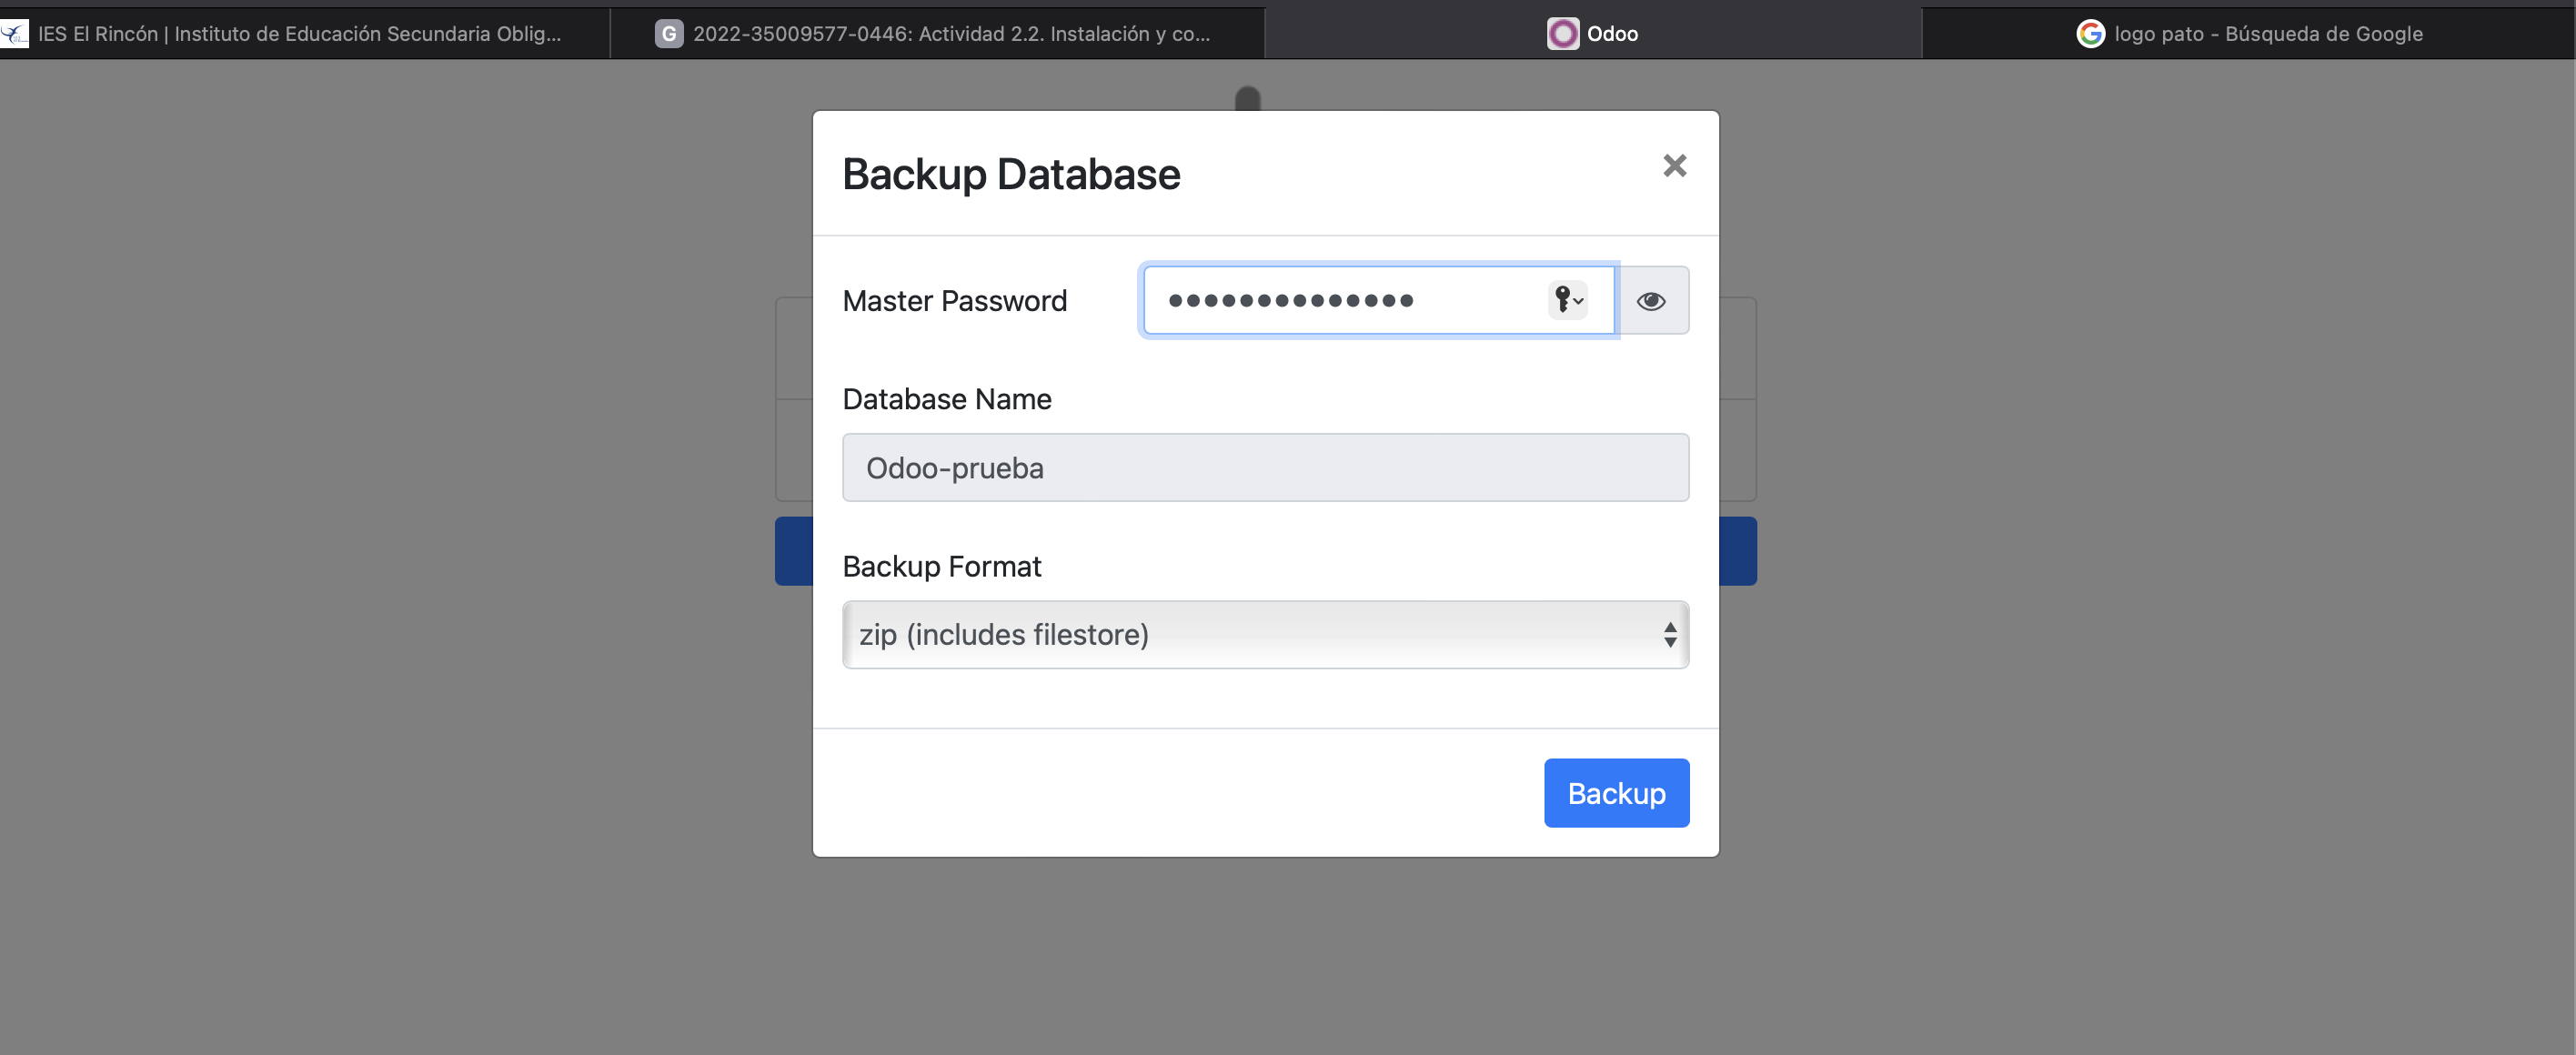 IES El Rincón | Instituto de Educación Secundaria Oblig...
G 2022-35009577-0446: Actividad 2.2. Instalación y co...
Odoo
logo pato - Búsqueda de Google
Backup Database
×
Master Password
Database Name
Odoo-prueba
Backup Format
zip (includes filestore)
Backup